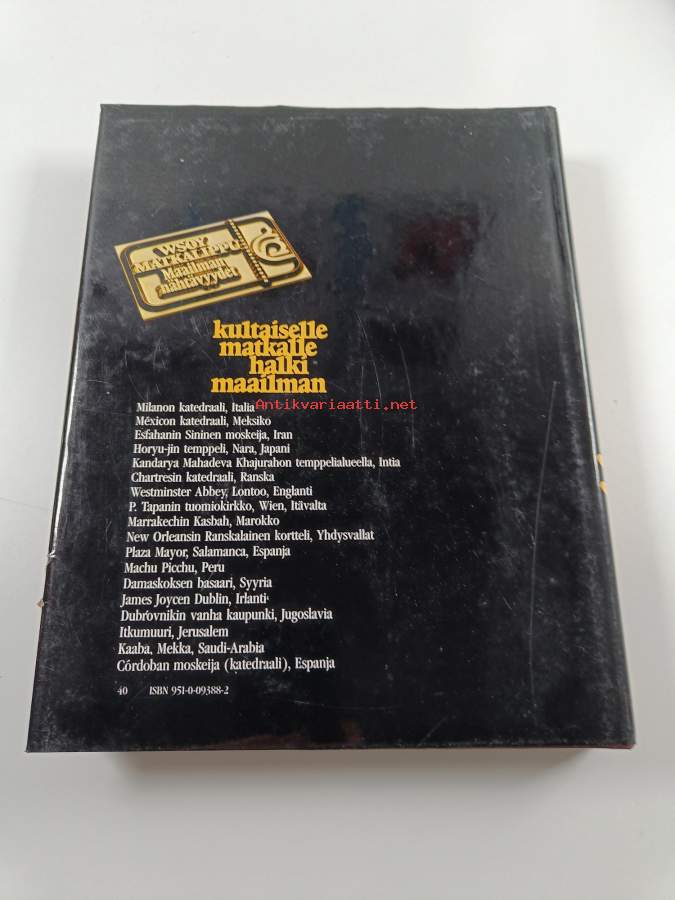 WSOY
MATKALIPPU
Maailman
nähtävyydet
kultaiselle
matkalle
halki
maailman
Milanon katedraali, Italia
Antikvariaatti.net
Méxicon katedraali, Meksiko
Esfahanin Sininen moskeija, Iran
Horyu-jin temppeli, Nara, Japani
Kandarya Mahadeva Khajurahon temppelialueella, Intia
Chartresin katedraali, Ranska
Westminster Abbey, Lontoo, Englanti
P. Tapanin tuomiokirkko, Wien, Itävalta
Marrakechin Kasbah, Marokko
New Orleansin Ranskalainen kortteli, Yhdysvallat
Plaza Mayor, Salamanca, Espanja
Machu Picchu, Peru
Damaskoksen basaari, Syyria
James Joycen Dublin, Irlanti
Dubrovnikin vanha kaupunki, Jugoslavia
Itkumuuri, Jerusalem
Kaaba, Mekka, Saudi-Arabia
Córdoban moskeija (katedraali), Espanja
40 ISBN 951-0-09388-2